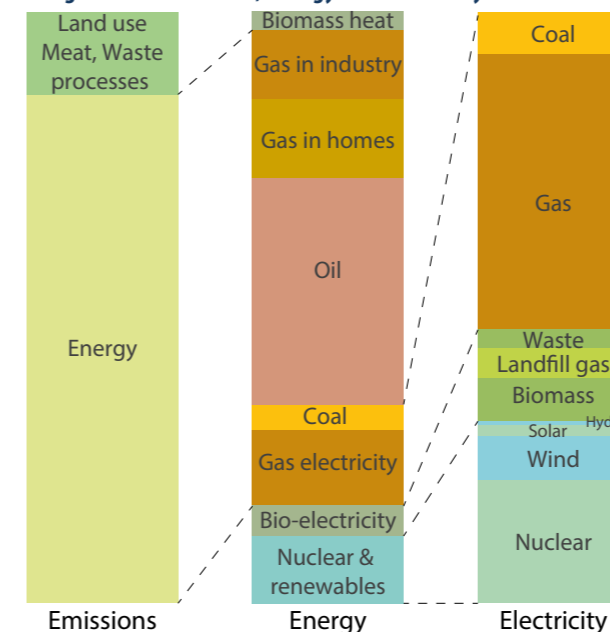 Land use
Meat, Waste
processes
Energy
Emissions
Biomass heat
Gas in industry
Gas in homes
Oil
Coal
Gas electricity
Bio-electricity
Nuclear &
renewables
Energy
Coal
Gas
Waste
Landfill gas
Biomass
Solar
Wind
Nuclear
Electricity